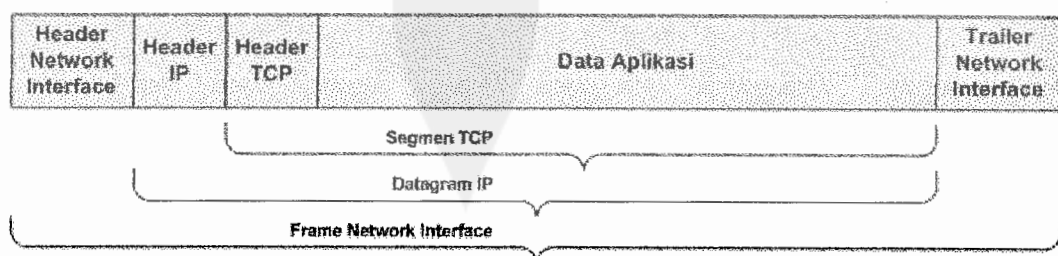 Header
Network
Interface
Header
IP
Header
TCP
Data Aplikasi
Trailer
Network
Interface
Segmen TCP
Datagram IP
Frame Network Interface